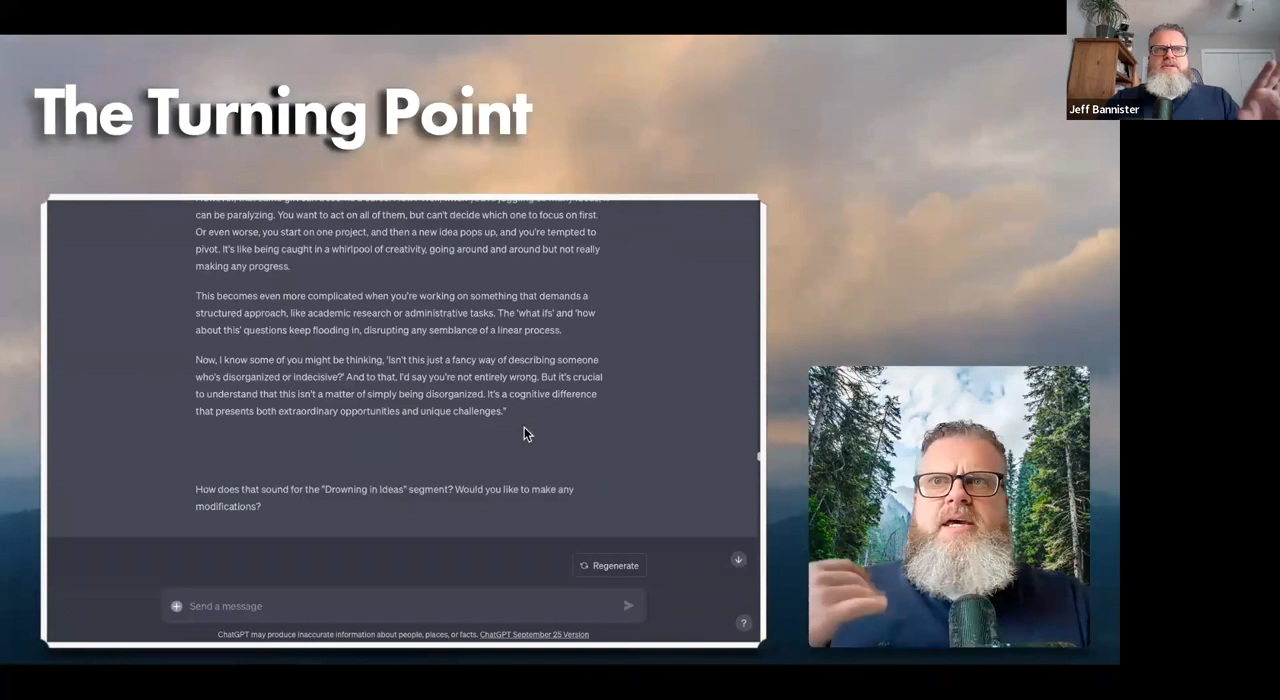 The Turning Point
Jeff Bannister
can be paralyzing. You want to act on all of them, but can't decide which one to focus on first.
Or even worse, you start on one project, and then a new idea pops up, and you're tempted to
pivot. It's like being caught in a whirlpool of creativity, going around and around but not really
making any progress.
This becomes even more complicated when you're working on something that demands a
structured approach, like academic research or administrative tasks. The 'what ifs' and 'how
about this' questions keep flooding in, disrupting any semblance of a linear process.
Now, I know some of you might be thinking, 'Isn't this just a fancy way of describing someone
who's disorganized or indecisive?' And to that, I'd say you're not entirely wrong. But it's crucial
to understand that this isn't a matter of simply being disorganized. It's a cognitive difference
that presents both extraordinary opportunities and unique challenges."
How does that sound for the "Drowning in Ideas" segment? Would you like to make any
modifications?
Regenerate
Send a message
ChatGPT may produce inaccurate information about people, places, or facts. ChatGPT September 25 Version
?